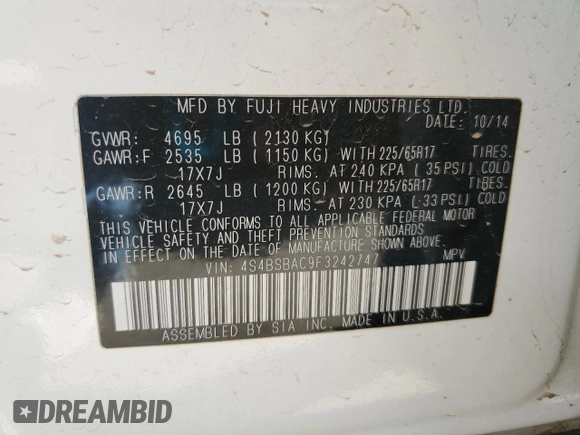 MFD BY FUJI HEAVY INDUSTRIES LTD.
DATE: 10/14
GVWR: 4695 LB (2130 KG)
GAWR:F 2535 LB (1150 KG) WITH 225/65R17 TIRES.
17X7J RIMS. AT 240 KPA (35 PSI) COLD
GAWR:R 2645 LB (1200 KG) WITH 225/65R17 TIRES.
17X7J RIMS. AT 230 KPA (33 PSI) COLD
THIS VEHICLE CONFORMS TO ALL APPLICABLE FEDERAL MOTOR
VEHICLE SAFETY AND THEFT PREVENTION STANDARDS
IN EFFECT ON THE DATE OF MANUFACTURE SHOWN ABOVE.
VIN: 4S4BSBAC9F3242747 MPV
ASSEMBLED BY SIA INC. MADE IN U.S.A.
DREAMBID